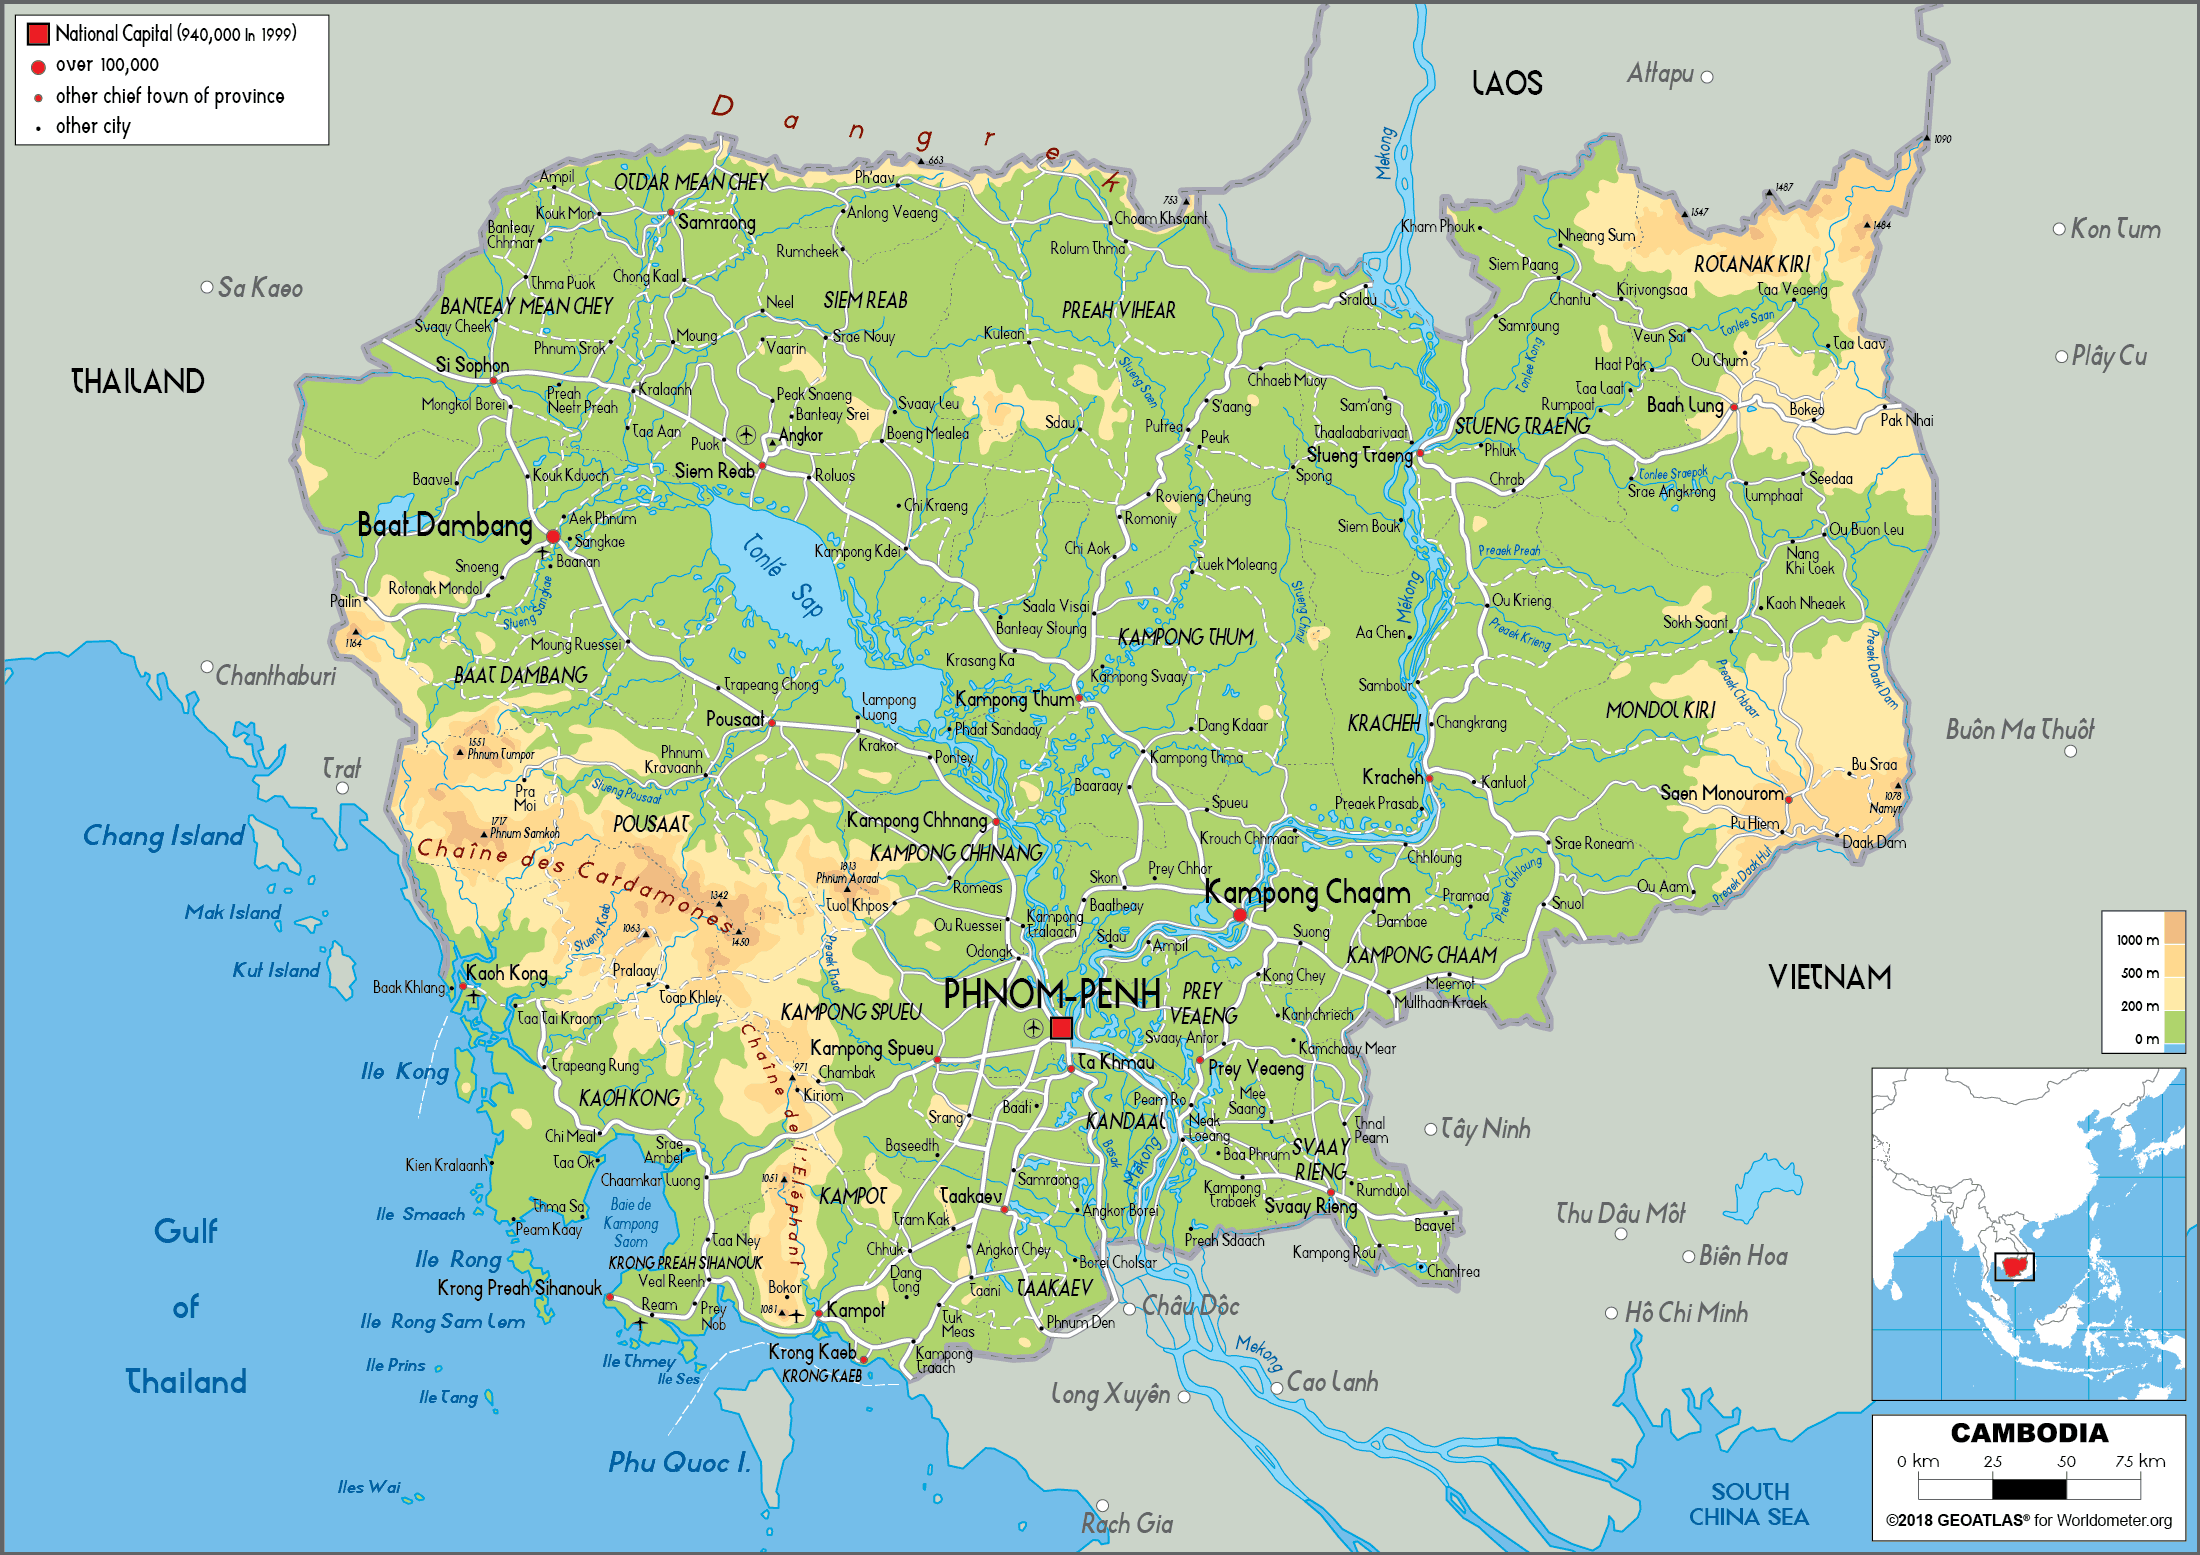 National Capital (940,000 In 1999)
over 100,000
other chief town of province
other city
LAOS
Attapu
THAILAND
VIETNAM
Sa Kaeo
Chanthaburi
Trat
Kon Tum
Plây Cu
Buôn Ma Thuôt
Tây Ninh
Thu Dâu Môt
Biên Hoa
Hô Chi Minh
Châu Dôc
Cao Lanh
Long Xuyên
Rach Gia
Dangrek
663
753
1547
1487
1484
1090
Mekong
Ampil
OTDAR MEAN CHEY
Ph'aav
Kouk Mon
Samraong
Anlong Veaeng
Choam Khsaant
Kham Phouk
Banteay
Chhmar
Rumcheek
Rolum Thma
Nheang Sum
ROTANAK KIRI
Siem Paang
Thma Puok
Chong Kaal
BANTEAY MEAN CHEY
Neel
SIEM REAB
PREAH VIHEAR
Sralau
Chantu
Kirivongsaa
Taa Veaeng
Svaay Cheek
Samroung
Tonlee Saan
Phnum Srok
Moung
Vaarin
Srae Nouy
Kulean
Veun Sai
Taa Laav
Si Sophon
Stueng Saen
Tonlee Kong
Haat Pak
Ou Chum
Mongkol Borei
Preah
Neetr Preah
Kralaanh
Peak Snaeng
Banteay Srei
Svaay Leu
Chhaeb Muoy
S'aang
Sam'ang
Taa Laat
Rumpoat
Baah Lung
Bokeo
Pak Nhai
Taa Aan
Puok
Angkor
Boeng Mealea
Sdau
Putrea
Peuk
Thaalaabarivaat
STUENG TRAENG
Stueng Traeng
Phluk
Siem Reab
Roluos
Spong
Chrab
Tonlee Sraepok
Srae Angkrong
Lumphaat
Seedaa
Baavel
Kouk Kduoch
Chi Kraeng
Rovieng Cheung
Romoniy
Siem Bouk
Ou Buon Leu
Baat Dambang
Aek Phnum
Sangkae
Baanan
Tonlé Sap
Kampong Kdei
Chi Aok
Preaek Preah
Nang
Khi Loek
Snoeng
Rotonak Mondol
Tuek Moleang
Pailin
Stueng Sangkae
Saala Visai
Stueng Chinit
Mékong
Ou Krieng
Kaoh Nheaek
1164
Moung Ruessei
Banteay Stoung
KAMPONG THUM
Aa Chen
Preaek Krieng
Sokh Saant
Preaek Daak Dam
BAAT DAMBANG
Krasang Ka
Kampong Svaay
Sambour
Preaek Chbaar
Trapeang Chong
Lampong
Luong
Kampong Thum
MONDOL KIRI
Pousaat
Phaat Sandaay
Dang Kdaar
KRACHEH
Changkrang
1551
Phnum Tumpor
Phnum
Kravaanh
Krakor
Pontey
Kampong Thma
Bu Sraa
Pra
Moi
Stueng Pousaat
Baaraay
Kracheh
Kantuot
Saen Monourom
1078
Namyr
1717
Phnum Samkoh
POUSAAT
Kampong Chhnang
Spueu
Preaek Prasab
Pu Hiem
Chaîne des Cardamones
KAMPONG CHHNANG
Krouch Chhmaar
Srae Roneam
Daak Dam
1813
Phnum Aoraal
Romeas
Skon
Prey Chhor
Chhloung
Preaek Chhloung
Preaek Daak Hut
1342
Tuol Khpos
Baatheay
Kampong Chaam
Pramaa
Ou Aam
Stueng Kaeb
1063
1450
Ou Ruessei
Kampong
Tralaach
Dambae
Snuol
Preaek Thaot
Odongk
Sdau
Ampil
Suong
KAMPONG CHAAM
Kaoh Kong
Pralaay
Baak Khlang
Toap Khley
PHNOM-PENH
PREY
VEAENG
Kong Chey
Meemot
Mullhaan Kraek
Taa Tai Kraom
KAMPONG SPUEU
Kanhchriech
Chaîne de l'Eléphant
Kampong Spueu
Svaay Antor
Kamchaay Mear
Trapeang Rung
971
Chambak
Kiriom
Ta Khmau
Prey Veaeng
KAOH KONG
Srang
Baati
KANDAAL
Peam Ro
Mee
Saang
Neak
Loeang
Chi Meal
Taa Ok
Srae
Ambel
Baseedth
Basak
Mékong
SVAAY
RIENG
Thnal
Peam
Baa Phnum
Kien Kralaanh
Chaamkar Luong
1051
KAMPOT
Taakaev
Samraong
Kampong
Trabaek
Rumduol
Svaay Rieng
Thma Sa
Peam Kaay
Baie de
Kampong
Saom
Tram Kak
Angkor Borei
Baavet
Preah Sdaach
Kampong Rou
Chantrea
Taa Ney
Chhuk
Angkor Chey
Borei Cholsar
KRONG PREAH SIHANOUK
Krong Preah Sihanouk
Veal Reenh
Dang
Tong
Taani
TAAKAEV
Bokor
1081
Ream
Prey
Nob
Kampot
Tuk
Meas
Phnum Den
Krong Kaeb
KRONG KAEB
Kampong
Traach
Mekong
Chang Island
Mak Island
Kut Island
Ile Kong
Ile Smaach
Ile Rong
Ile Rong Sam Lem
Ile Prins
Ile Tang
Ile Thmey
Ile Ses
Iles Wai
Phu Quoc I.
Gulf
of
Thailand
SOUTH
CHINA SEA
1000 m
500 m
200 m
0 m
CAMBODIA
0 km 25 50 75 km
©2018 GEOATLAS® for Worldometer.org